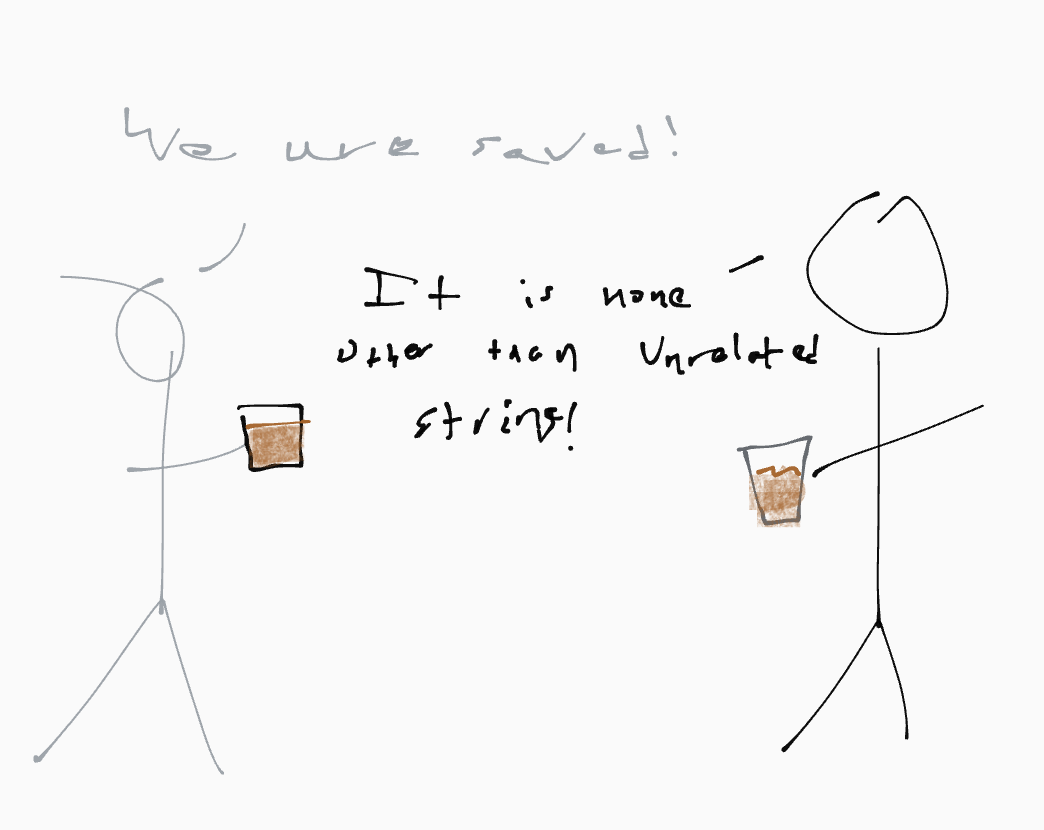 We are saved!
It is none
other than Unrelated
string!